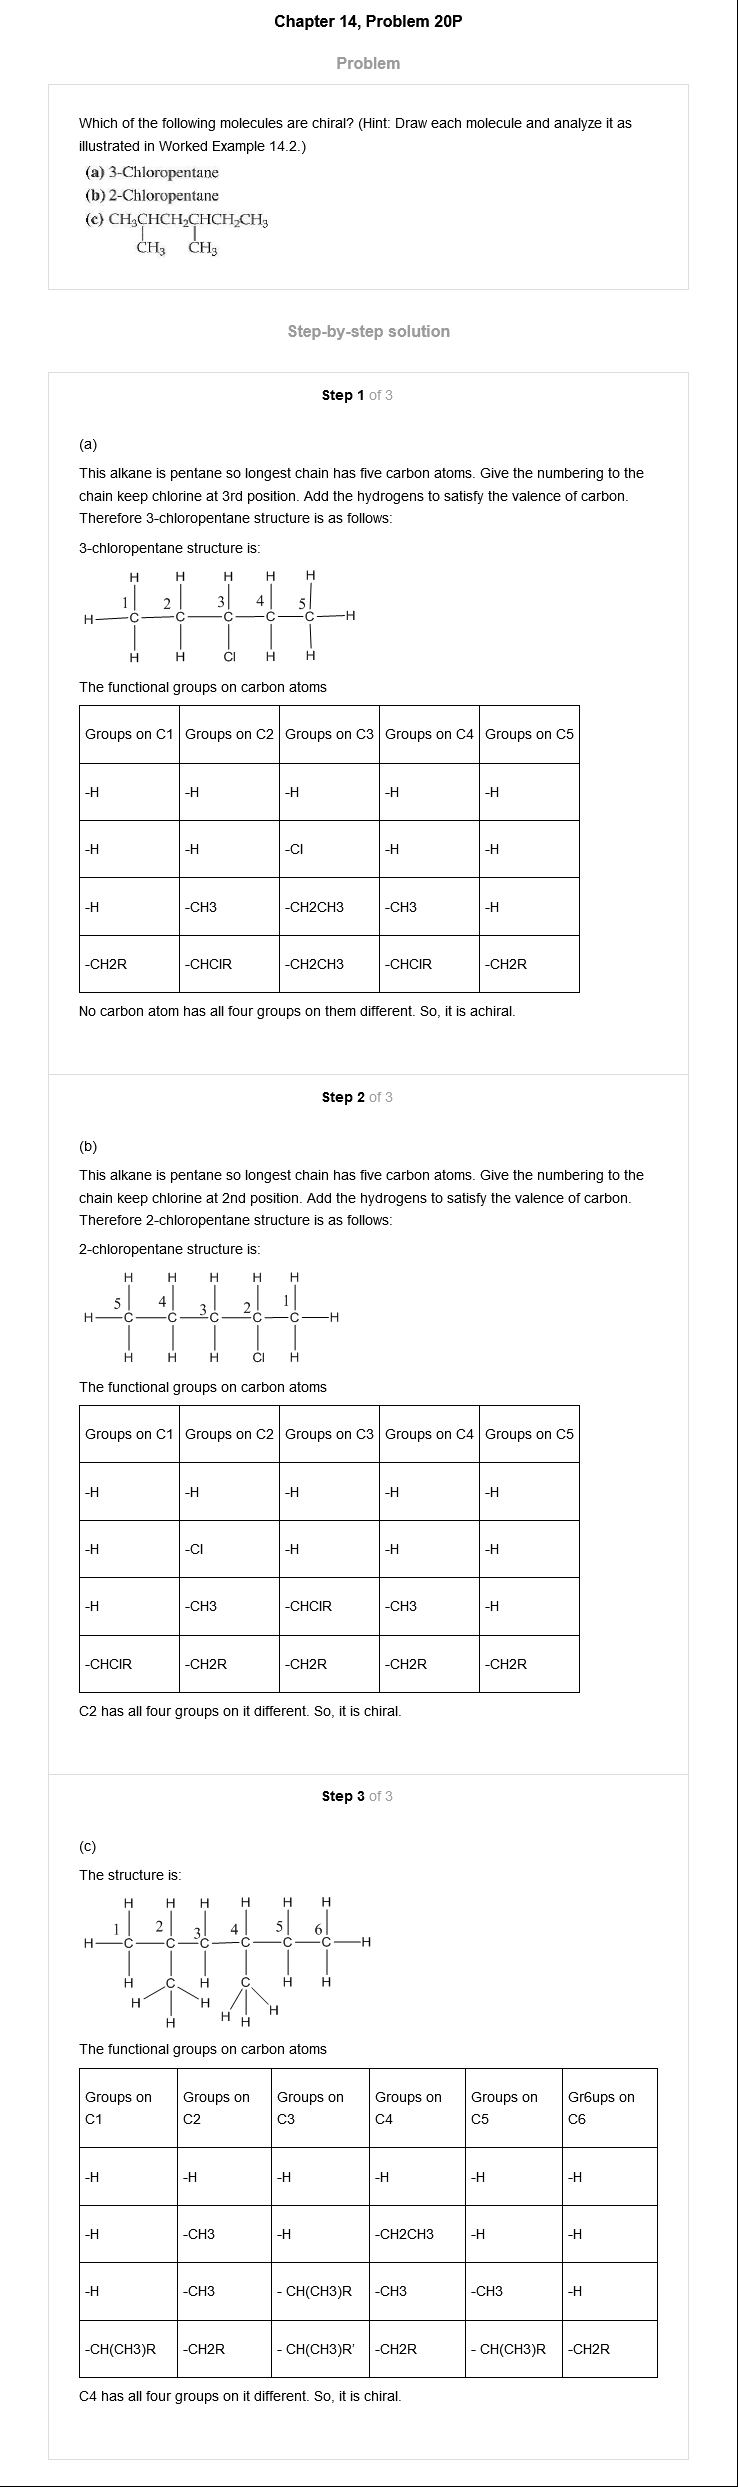 Chapter 14, Problem 20P
Problem
Which of the following molecules are chiral? (Hint: Draw each molecule and analyze it as
illustrated in Worked Example 14.2.)
(a) 3-Chloropentane
(b) 2-Chloropentane
(c) CH₃CHCH₂CHCH₂CH₃
CH₃ CH₃
Step-by-step solution
Step 1 of 3
(a)
This alkane is pentane so longest chain has five carbon atoms. Give the numbering to the
chain keep chlorine at 3rd position. Add the hydrogens to satisfy the valence of carbon.
Therefore 3-chloropentane structure is as follows:
3-chloropentane structure is:
H H H H H
1 2 3 4 5
H C C C C C H
H H Cl H H
The functional groups on carbon atoms
Groups on C1 Groups on C2 Groups on C3 Groups on C4 Groups on C5
-H -H -H -H -H
-H -H -Cl -H -H
-H -CH3 -CH2CH3 -CH3 -H
-CH2R -CHClR -CH2CH3 -CHClR -CH2R
No carbon atom has all four groups on them different. So, it is achiral.
Step 2 of 3
(b)
This alkane is pentane so longest chain has five carbon atoms. Give the numbering to the
chain keep chlorine at 2nd position. Add the hydrogens to satisfy the valence of carbon.
Therefore 2-chloropentane structure is as follows:
2-chloropentane structure is:
H H H H H
5 4 3 2 1
H C C C C C H
H H H Cl H
The functional groups on carbon atoms
Groups on C1 Groups on C2 Groups on C3 Groups on C4 Groups on C5
-H -H -H -H -H
-H -Cl -H -H -H
-H -CH3 -CHClR -CH3 -H
-CHClR -CH2R -CH2R -CH2R -CH2R
C2 has all four groups on it different. So, it is chiral.
Step 3 of 3
(c)
The structure is:
H H H H H H
1 2 3 4 5 6
H C C C C C C H
H C H C H H
H H H H
H H
The functional groups on carbon atoms
Groups on Groups on Groups on Groups on Groups on Gr6ups on
C1 C2 C3 C4 C5 C6
-H -H -H -H -H -H
-H -CH3 -H -CH2CH3 -H -H
-H -CH3 - CH(CH3)R -CH3 -CH3 -H
-CH(CH3)R -CH2R - CH(CH3)R' -CH2R - CH(CH3)R -CH2R
C4 has all four groups on it different. So, it is chiral.